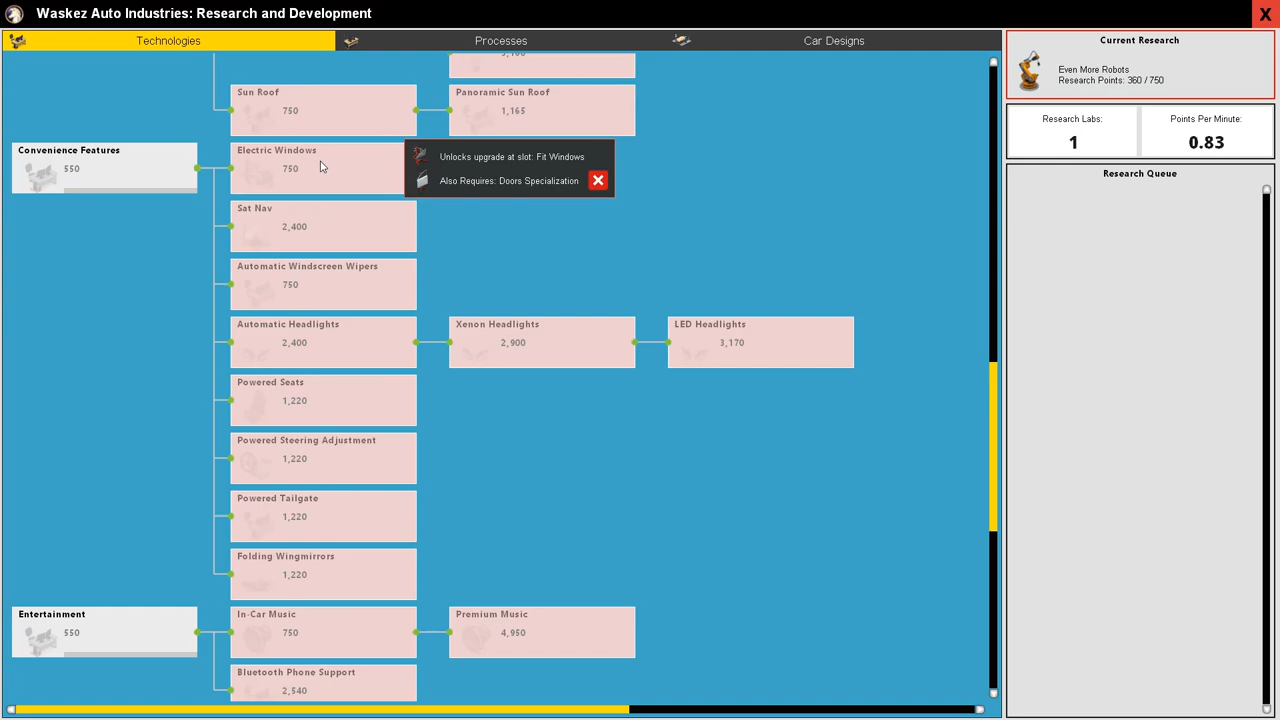 Waskez Auto Industries: Research and Development
X
Technologies
Processes
Car Designs
Current Research
Even More Robots
Research Points: 360 / 750
Research Labs:
1
Points Per Minute:
0.83
Research Queue
Sun Roof
750
Panoramic Sun Roof
1,165
Convenience Features
550
Electric Windows
750
Unlocks upgrade at slot: Fit Windows
Also Requires: Doors Specialization
Sat Nav
2,400
Automatic Windscreen Wipers
750
Automatic Headlights
2,400
Xenon Headlights
2,900
LED Headlights
3,170
Powered Seats
1,220
Powered Steering Adjustment
1,220
Powered Tailgate
1,220
Folding Wingmirrors
1,220
Entertainment
550
In-Car Music
750
Premium Music
4,950
Bluetooth Phone Support
2,540